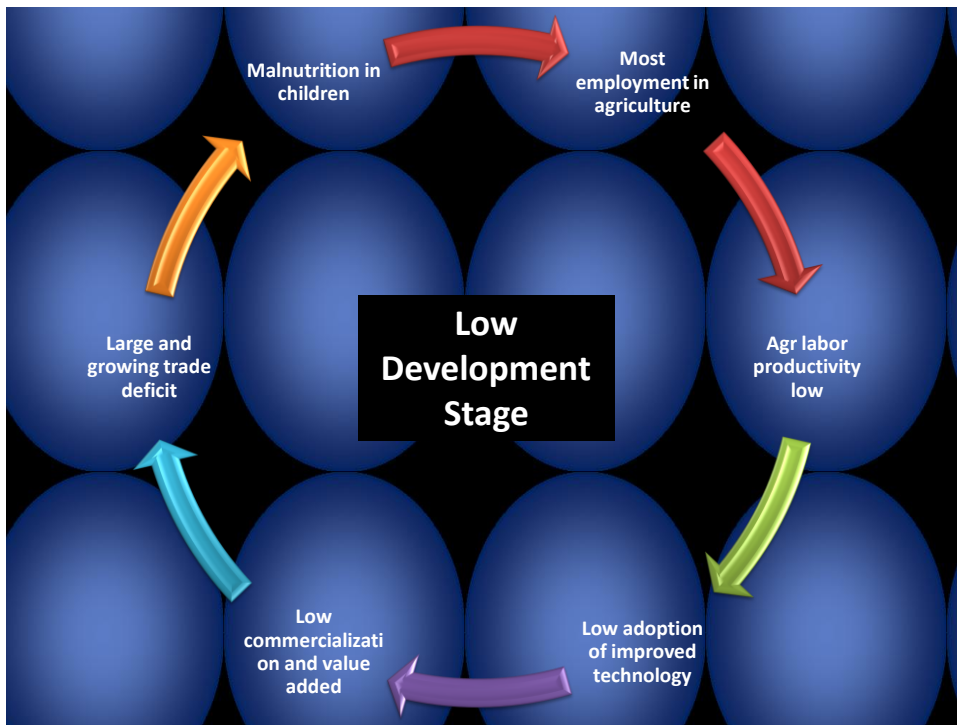 Malnutrition in
children
Most
employment in
agriculture
Large and
growing trade
deficit
Low
Development
Stage
Agr labor
productivity
low
Low
commercializati
on and value
added
Low adoption
of improved
technology